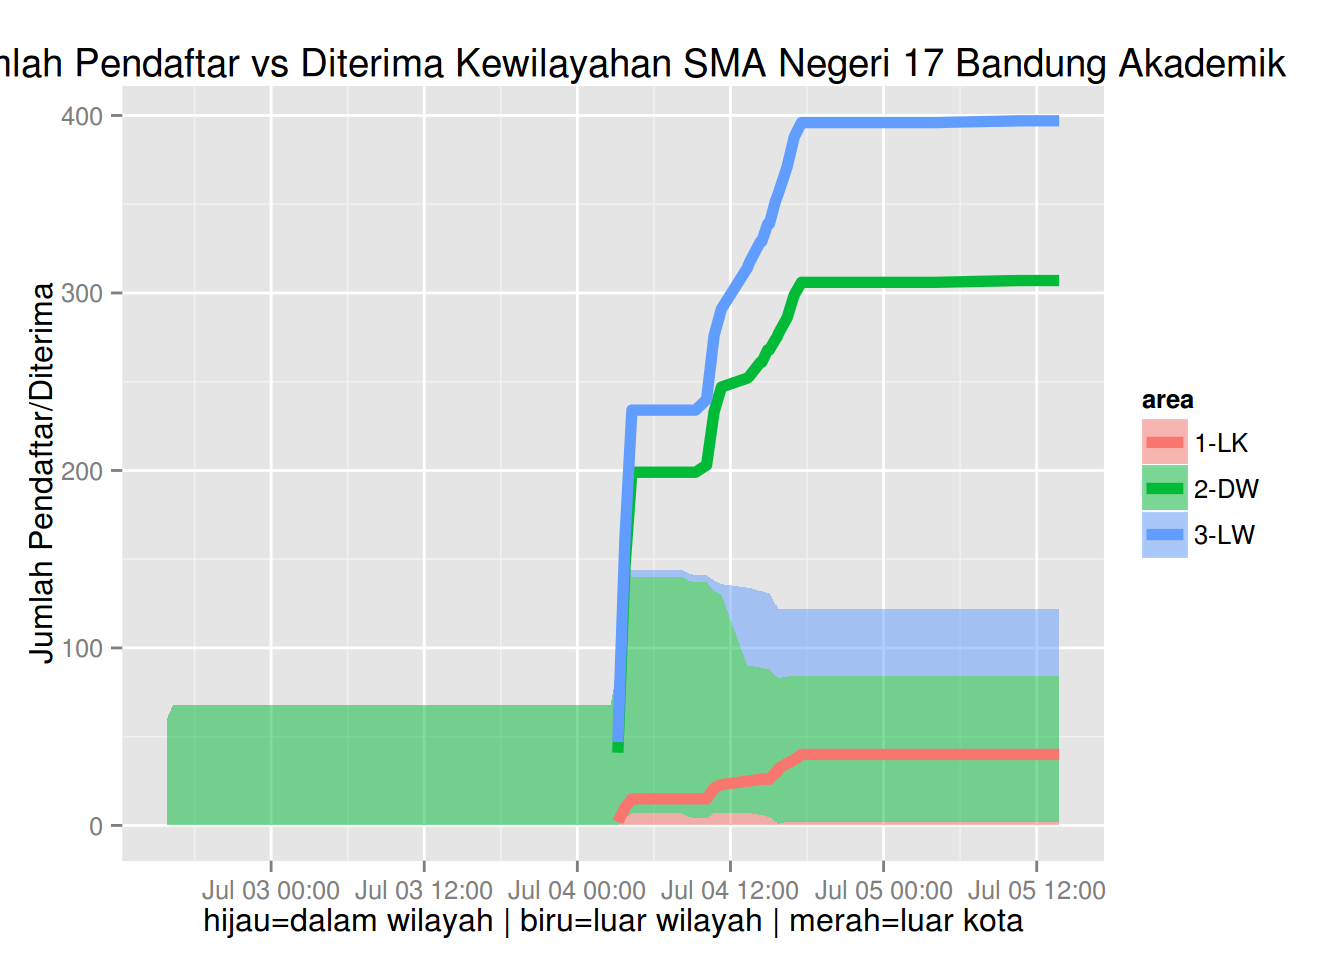 mlah Pendaftar vs Diterima Kewilayahan SMA Negeri 17 Bandung Akademik
Jumlah Pendaftar/Diterima
400
300
200
100
0
Jul 03 00:00 Jul 03 12:00 Jul 04 00:00 Jul 04 12:00 Jul 05 00:00 Jul 05 12:00
hijau=dalam wilayah | biru=luar wilayah | merah=luar kota
area
1-LK
2-DW
3-LW